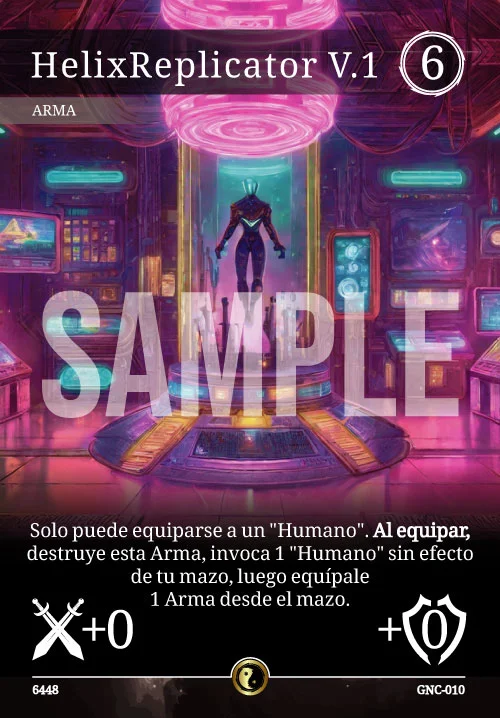 HelixReplicator V.1
6
ARMA
SAMPLE
Solo puede equiparse a un "Humano". Al equipar,
destruye esta Arma, invoca 1 "Humano" sin efecto
de tu mazo, luego equípale
1 Arma desde el mazo.
+0
+0
6448
GNC-010